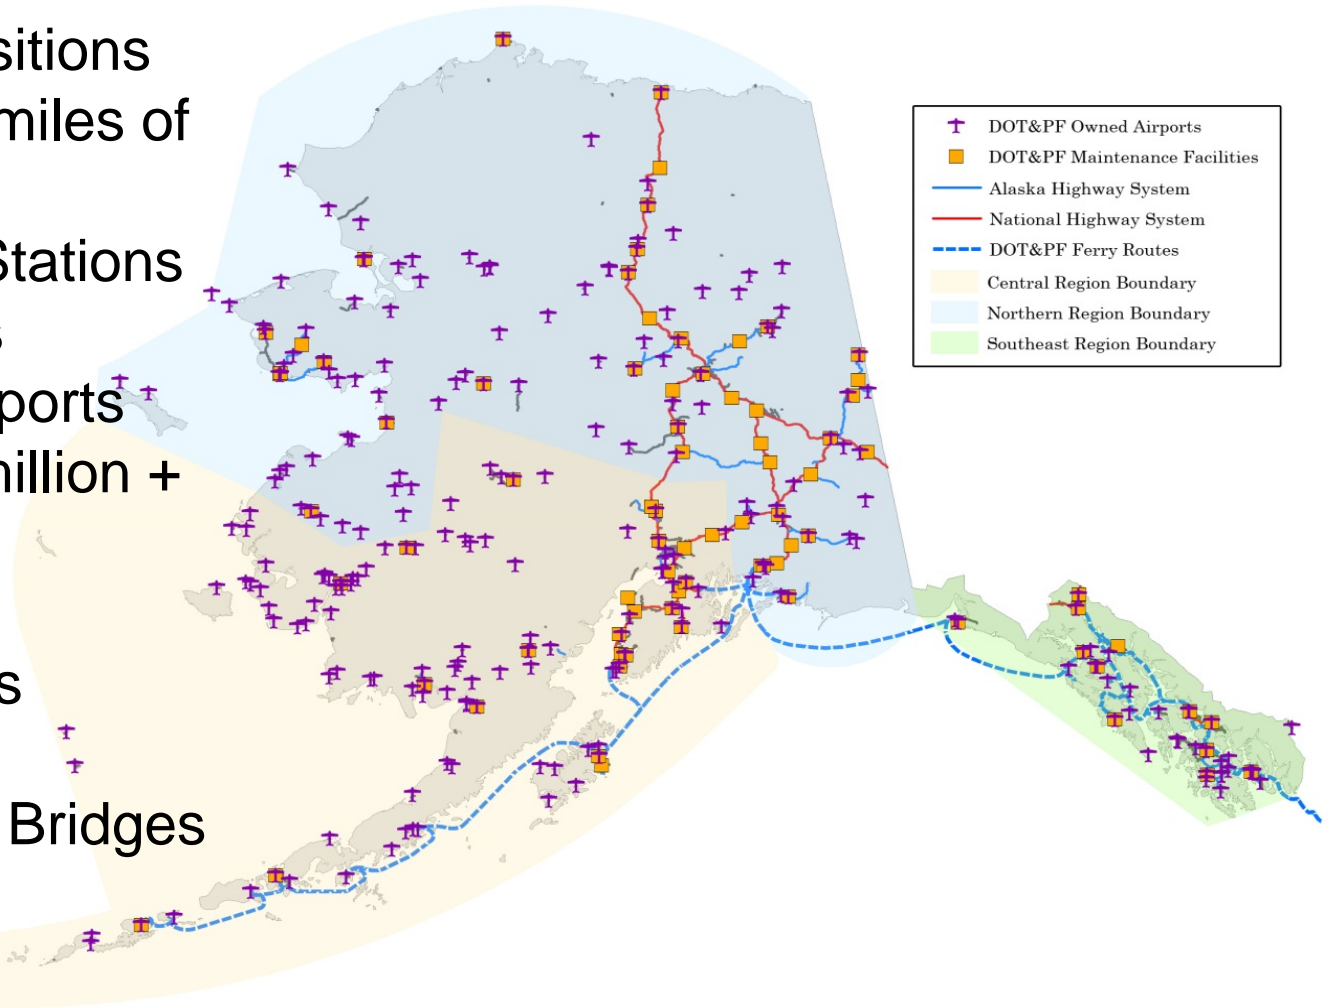 sitions
miles of
Stations
s
ports
million +
s
Bridges
DOT&PF Owned Airports
DOT&PF Maintenance Facilities
Alaska Highway System
National Highway System
DOT&PF Ferry Routes
Central Region Boundary
Northern Region Boundary
Southeast Region Boundary